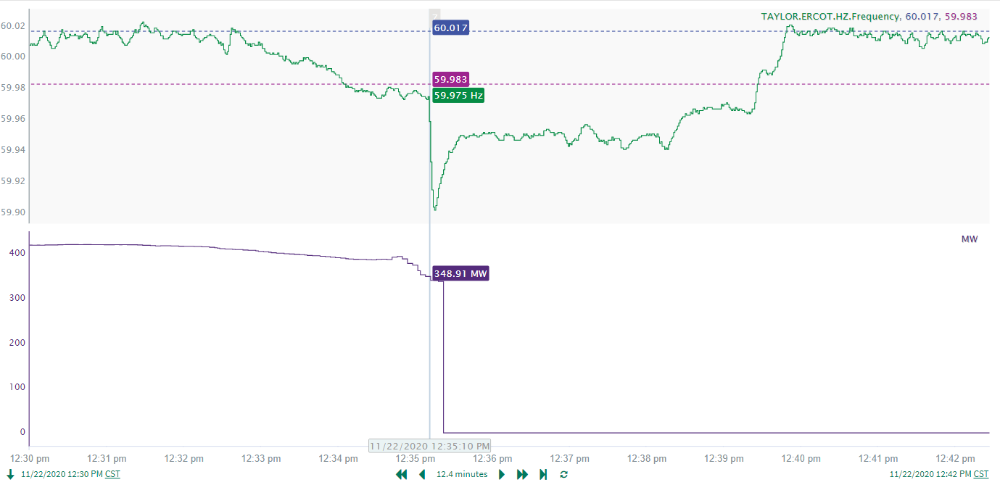 TAYLOR.ERCOT.HZ.Frequency, 60.017, 59.983
7
60.02
60.017
60.00
59.983
59.98
59.975 Hz
59.96
59.94
59.92
59.90
MW
400
348.91 MW
300
200
100
0
11/22/2020 12:35:10 PM
12:30 pm 12:31 pm 12:32 pm 12:33 pm 12:34 pm 12:35 pm 12:36 pm 12:37 pm 12:38 pm 12:39 pm 12:40 pm 12:41 pm 12:42 pm
11/22/2020 12:30 PM CST 12.4 minutes 11/22/2020 12:42 PM CST